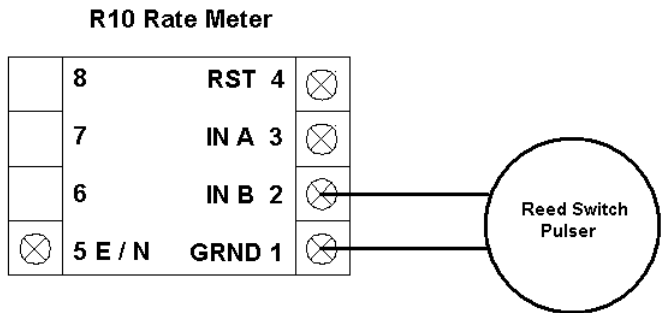 R10 Rate Meter
8 RST 4
7 IN A 3
6 IN B 2
5 E / N GRND 1
Reed Switch
Pulser